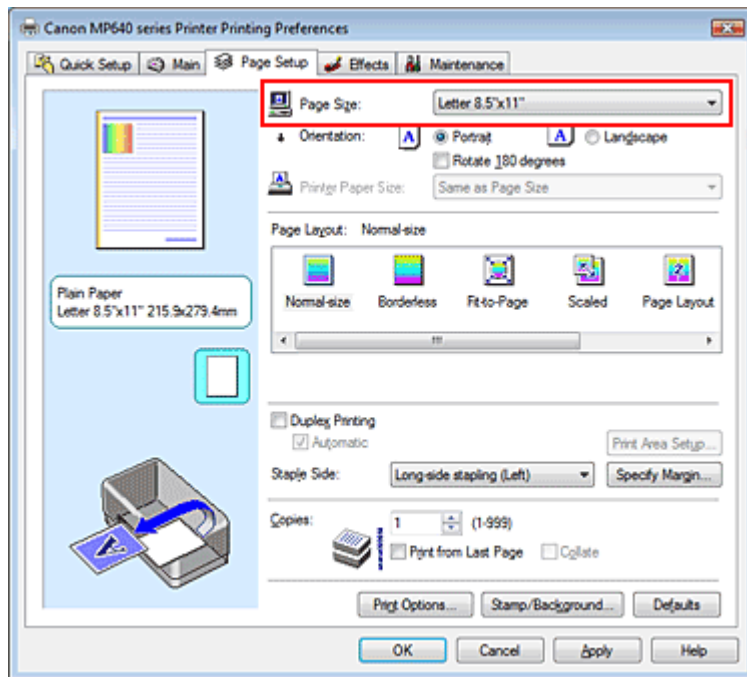 Canon MP640 series Printer Printing Preferences
Quick Setup Main Page Setup Effects Maintenance
Page Size: Letter 8.5"x11"
Orientation: A Portrait A Landscape
Rotate 180 degrees
Printer Paper Size: Same as Page Size
Page Layout: Normal-size
Normal-size Borderless Fit-to-Page Scaled Page Layout
Plain Paper
Letter 8.5"x11" 215.9x279.4mm
Duplex Printing
Automatic
Print Area Setup...
Staple Side: Long-side stapling (Left) Specify Margin...
Copies: 1 (1-999)
Print from Last Page Collate
Print Options... Stamp/Background... Defaults
OK Cancel Apply Help